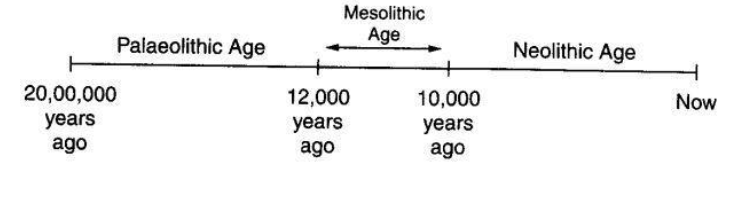 Mesolithic
Age
Palaeolithic Age
Neolithic Age
20,00,000
years
ago
12,000
years
ago
10,000
years
ago
Now